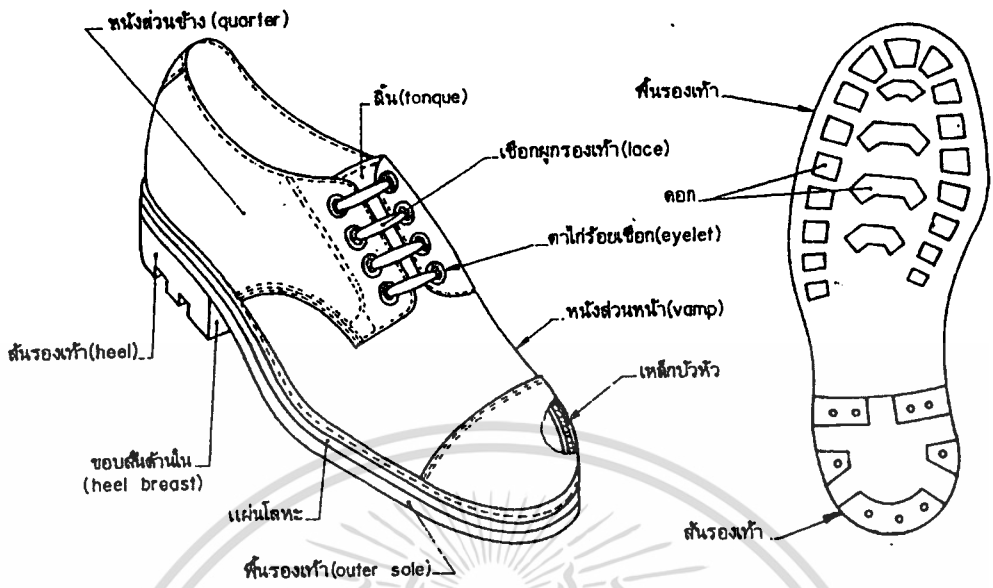 หนังส่วนข้าง (quarter)
ลิ้น(tongue)
เชือกผูกรองเท้า(lace)
ตาไก่ร้อยเชือก(eyelet)
หนังส่วนหน้า(vamp)
เหล็กบัวหัว
ส้นรองเท้า(heel)
ขอบส้นด้านใน
(heel breast)
แผ่นโลหะ
พื้นรองเท้า(outer sole)
พื้นรองเท้า
ดอก
ส้นรองเท้า